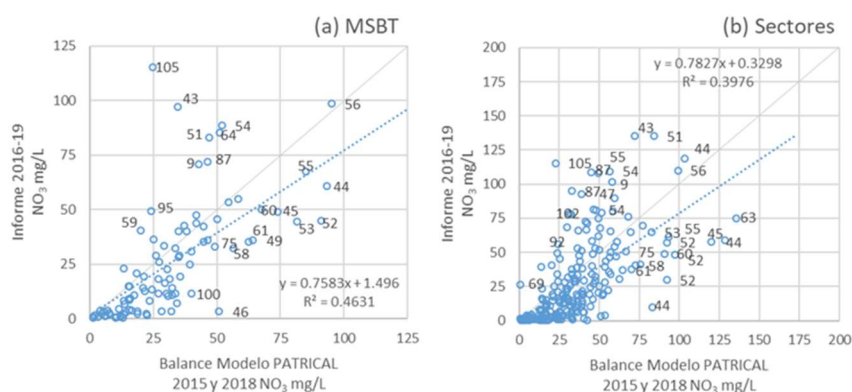 (a) MSBT
125
100
75
50
25
0
Informe 2016-19
NO3 mg/L
105
43
56
54
51 64
9 87
55
44
95
60 45
59
53 52
61
49
75
58
100
46
y = 0.7583x + 1.496
R² = 0.4631
0 25 50 75 100 125
Balance Modelo PATRICAL
2015 y 2018 NO3 mg/L
(b) Sectores
200
175
150
125
100
75
50
25
0
Informe 2016-19
NO3 mg/L
y = 0.7827x + 0.3298
R² = 0.3976
43 51
44
55
105 87 54 56
9
87 47
102 54
63
53 55 45
92 52 44
75 60
52
58
61
69 52
44
0 25 50 75 100 125 150 175 200
Balance Modelo PATRICAL
2015 y 2018 NO3 mg/L